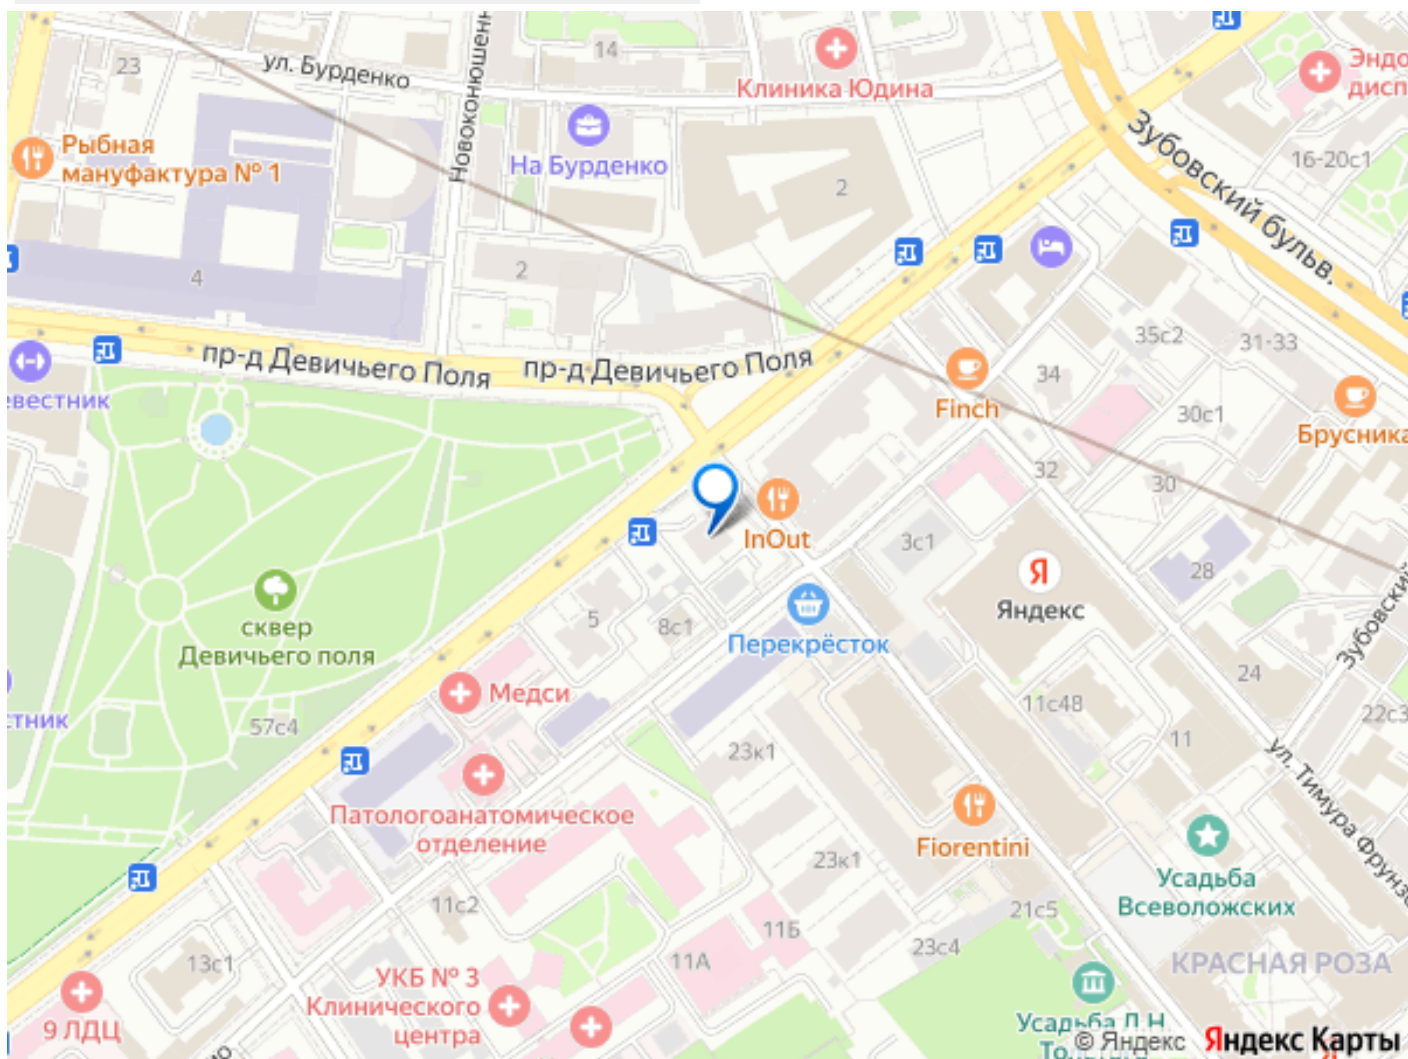 14
23
ул. Бурденко
Новоконюшен
Клиника Юдина
Эндо
дисп
Рыбная
мануфактура № 1
На Бурденко
Зубовский бульв.
16-20с1
2
2
4
пр-д Девичьего Поля
пр-д Девичьего Поля
35с2
31-33
34
евестник
Finch
30с1
Брусника
32
30
InOut
3с1
Яндекс
28
сквер
Девичьего поля
5
8с1
Перекрёсток
Зубовский
24
Медси
11с48
22с3
стник
57с4
23к1
11
ул. Тимура Фрунзе
Патологоанатомическое
отделение
Fiorentini
23к1
Усадьба
Всеволожских
11с2
21с5
11Б
23с4
13с1
11А
КРАСНАЯ РОЗА
УКБ № 3
Клинического
центра
9 ЛДЦ
Усадьба Л.Н.
© Яндекс Яндекс Карты